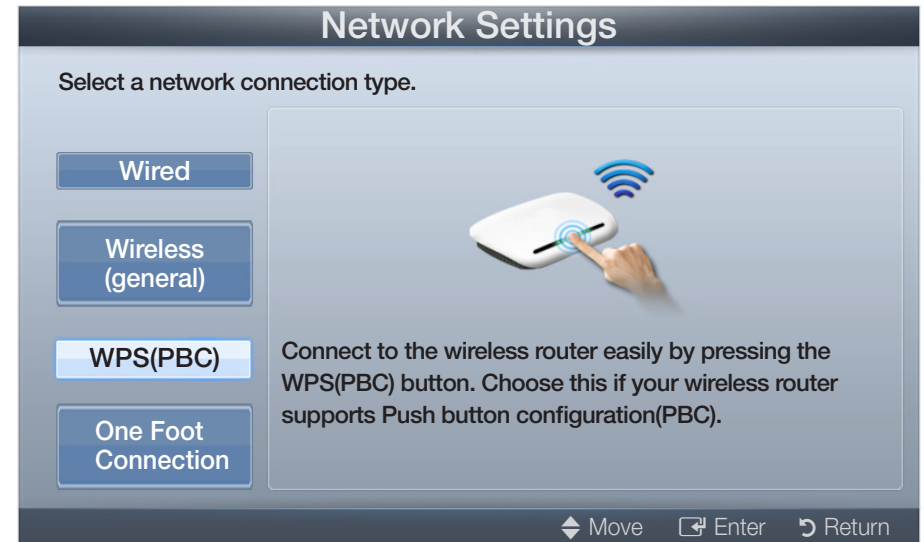 Network Settings
Select a network connection type.
Wired
Wireless
(general)
WPS(PBC)
One Foot
Connection
Connect to the wireless router easily by pressing the
WPS(PBC) button. Choose this if your wireless router
supports Push button configuration(PBC).
Move Enter Return